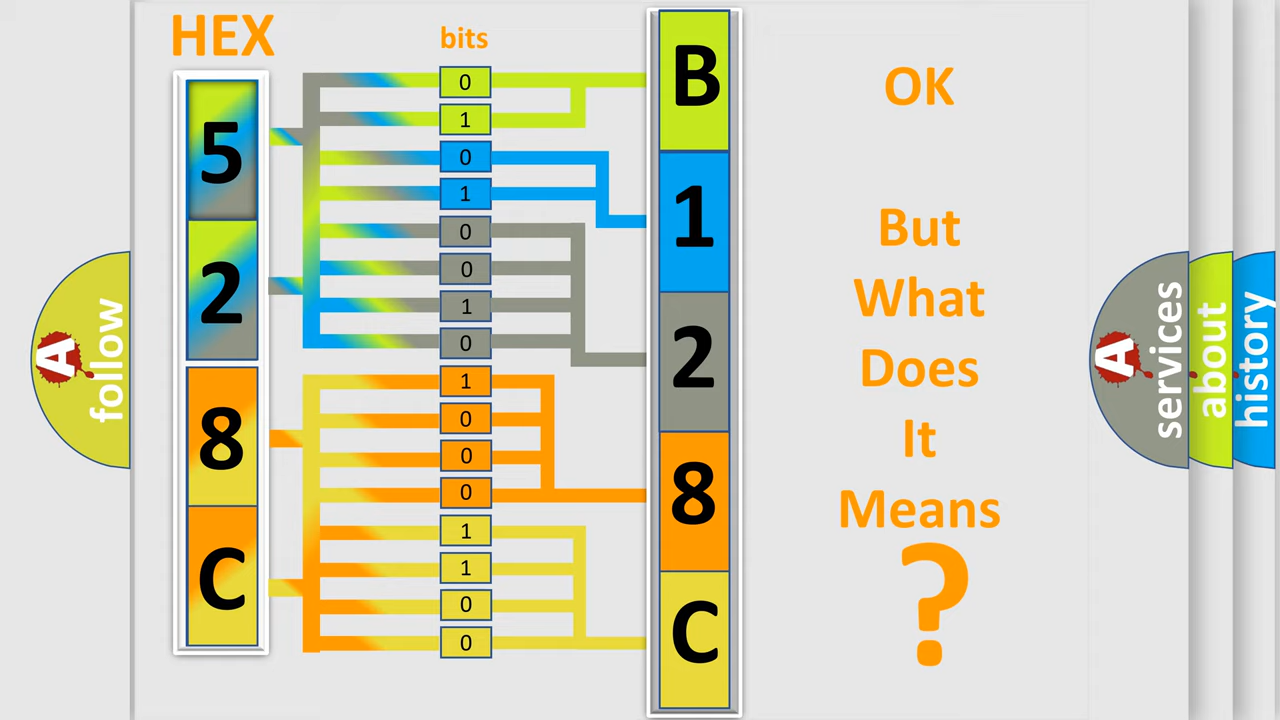 HEX
bits
5
2
8
C
0
1
0
1
0
0
1
0
1
0
0
0
1
1
0
0
B
1
2
8
C
OK
But
What
Does
It
Means
?
A
follow
A
services
about
history